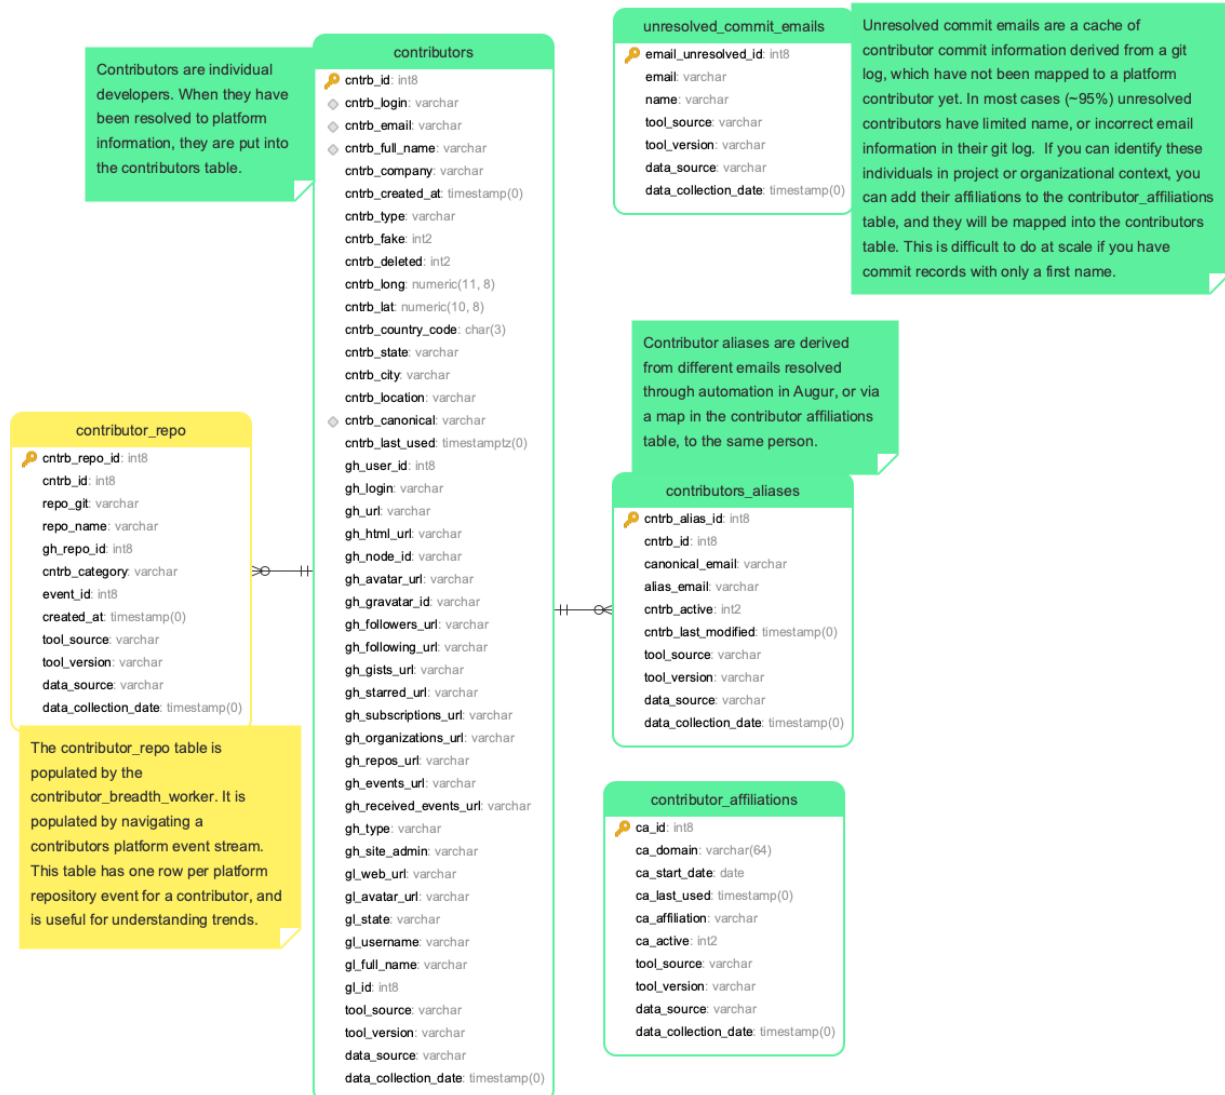 Contributors are individual
developers. When they have
been resolved to platform
information, they are put into
the contributors table.
contributors
cntrb_id: int8
cntrb_login: varchar
cntrb_email: varchar
cntrb_full_name: varchar
cntrb_company: varchar
cntrb_created_at: timestamp(0)
cntrb_type: varchar
cntrb_fake: int2
cntrb_deleted: int2
cntrb_long: numeric(11, 8)
cntrb_lat: numeric(10, 8)
cntrb_country_code: char(3)
cntrb_state: varchar
cntrb_city: varchar
cntrb_location: varchar
cntrb_canonical: varchar
cntrb_last_used: timestamptz(0)
gh_user_id: int8
gh_login: varchar
gh_url: varchar
gh_html_url: varchar
gh_node_id: varchar
gh_avatar_url: varchar
gh_gravatar_id: varchar
gh_followers_url: varchar
gh_following_url: varchar
gh_gists_url: varchar
gh_starred_url: varchar
gh_subscriptions_url: varchar
gh_organizations_url: varchar
gh_repos_url: varchar
gh_events_url: varchar
gh_received_events_url: varchar
gh_type: varchar
gh_site_admin: varchar
gl_web_url: varchar
gl_avatar_url: varchar
gl_state: varchar
gl_username: varchar
gl_full_name: varchar
gl_id: int8
tool_source: varchar
tool_version: varchar
data_source: varchar
data_collection_date: timestamp(0)
unresolved_commit_emails
email_unresolved_id: int8
email: varchar
name: varchar
tool_source: varchar
tool_version: varchar
data_source: varchar
data_collection_date: timestamp(0)
Unresolved commit emails are a cache of
contributor commit information derived from a git
log, which have not been mapped to a platform
contributor yet. In most cases (~95%) unresolved
contributors have limited name, or incorrect email
information in their git log.  If you can identify these
individuals in project or organizational context, you
can add their affiliations to the contributor_affiliations
table, and they will be mapped into the contributors
table. This is difficult to do at scale if you have
commit records with only a first name.
Contributor aliases are derived
from different emails resolved
through automation in Augur, or via
a map in the contributor affiliations
table, to the same person.
contributor_repo
cntrb_repo_id: int8
cntrb_id: int8
repo_git: varchar
repo_name: varchar
gh_repo_id: int8
cntrb_category: varchar
event_id: int8
created_at: timestamp(0)
tool_source: varchar
tool_version: varchar
data_source: varchar
data_collection_date: timestamp(0)
The contributor_repo table is
populated by the
contributor_breadth_worker. It is
populated by navigating a
contributors platform event stream.
This table has one row per platform
repository event for a contributor, and
is useful for understanding trends.
contributors_aliases
cntrb_alias_id: int8
cntrb_id: int8
canonical_email: varchar
alias_email: varchar
cntrb_active: int2
cntrb_last_modified: timestamp(0)
tool_source: varchar
tool_version: varchar
data_source: varchar
data_collection_date: timestamp(0)
contributor_affiliations
ca_id: int8
ca_domain: varchar(64)
ca_start_date: date
ca_last_used: timestamp(0)
ca_affiliation: varchar
ca_active: int2
tool_source: varchar
tool_version: varchar
data_source: varchar
data_collection_date: timestamp(0)